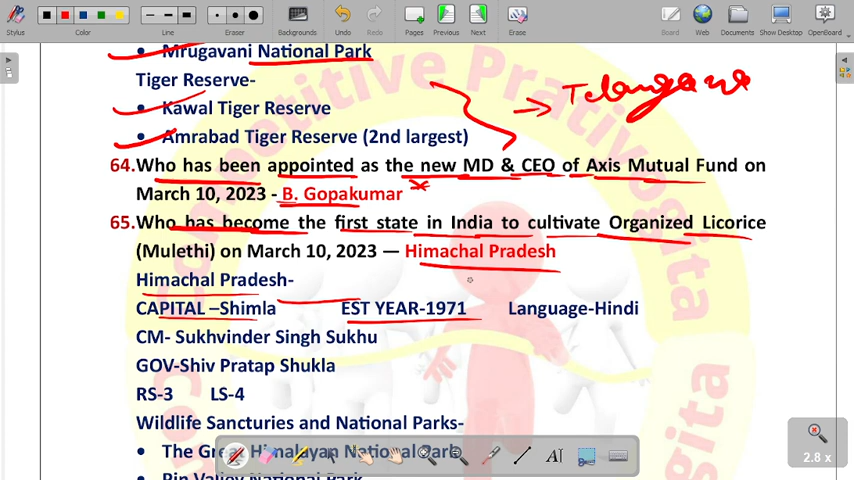 Stylus Color Line Eraser Backgrounds Undo Redo Pages Previous Next Erase Board Web Documents Show Desktop OpenBoard
• Mrugavani National Park
Tiger Reserve-
• Kawal Tiger Reserve
Telangana
• Amrabad Tiger Reserve (2nd largest)
64.Who has been appointed as the new MD & CEO of Axis Mutual Fund on
March 10, 2023 - B. Gopakumar
65.Who has become the first state in India to cultivate Organized Licorice
(Mulethi) on March 10, 2023 — Himachal Pradesh
Himachal Pradesh-
CAPITAL –Shimla EST YEAR-1971 Language-Hindi
CM- Sukhvinder Singh Sukhu
GOV-Shiv Pratap Shukla
RS-3 LS-4
Wildlife Sancturies and National Parks-
• The Great Himalayan National Park
• Pin Valley National Park
2.8 x